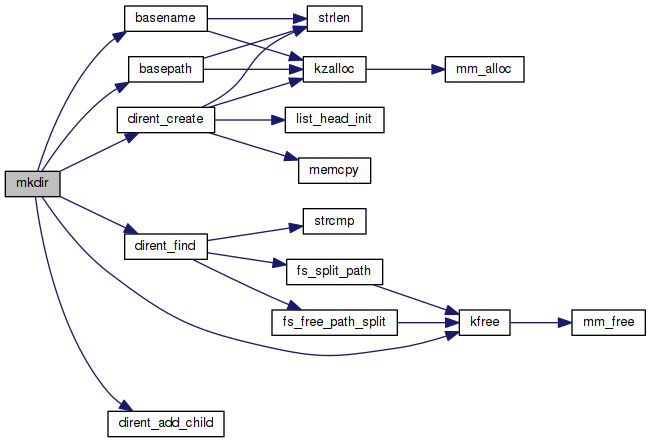 basename
strlen
basepath
kzalloc
mm_alloc
dirent_create
list_head_init
memcpy
mkdir
strcmp
dirent_find
fs_split_path
fs_free_path_split
kfree
mm_free
dirent_add_child